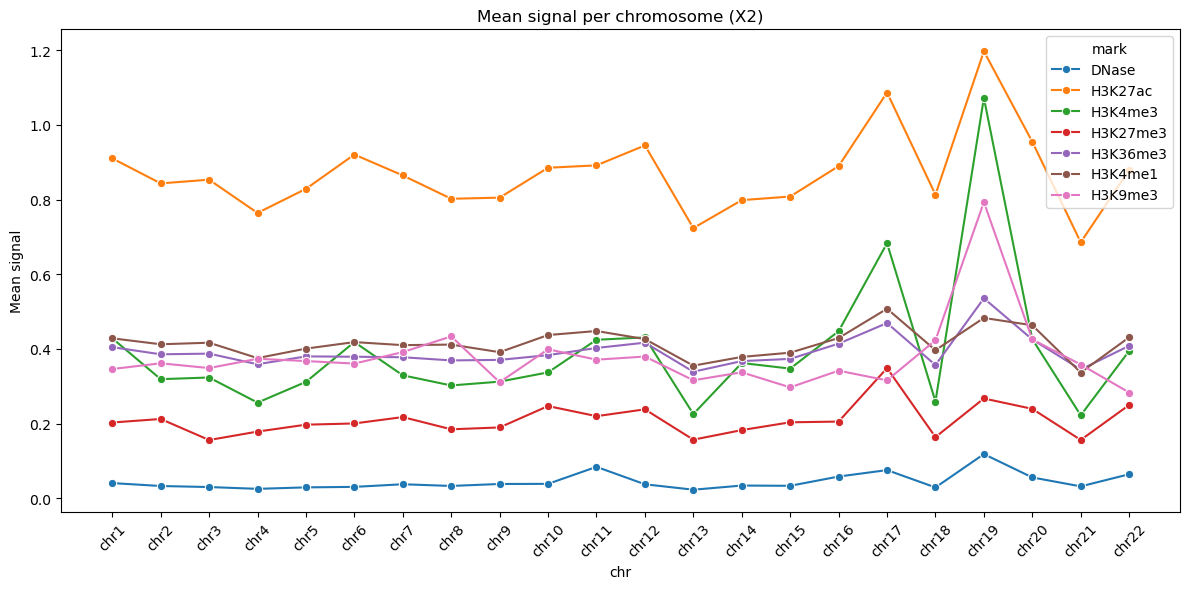 Mean signal per chromosome (X2)
Mean signal
1.2
1.0
0.8
0.6
0.4
0.2
0.0
mark
DNase
H3K27ac
H3K4me3
H3K27me3
H3K36me3
H3K4me1
H3K9me3
chr1
chr2
chr3
chr4
chr5
chr6
chr7
chr8
chr9
chr10
chr11
chr12
chr13
chr14
chr15
chr16
chr17
chr18
chr19
chr20
chr21
chr22
chr